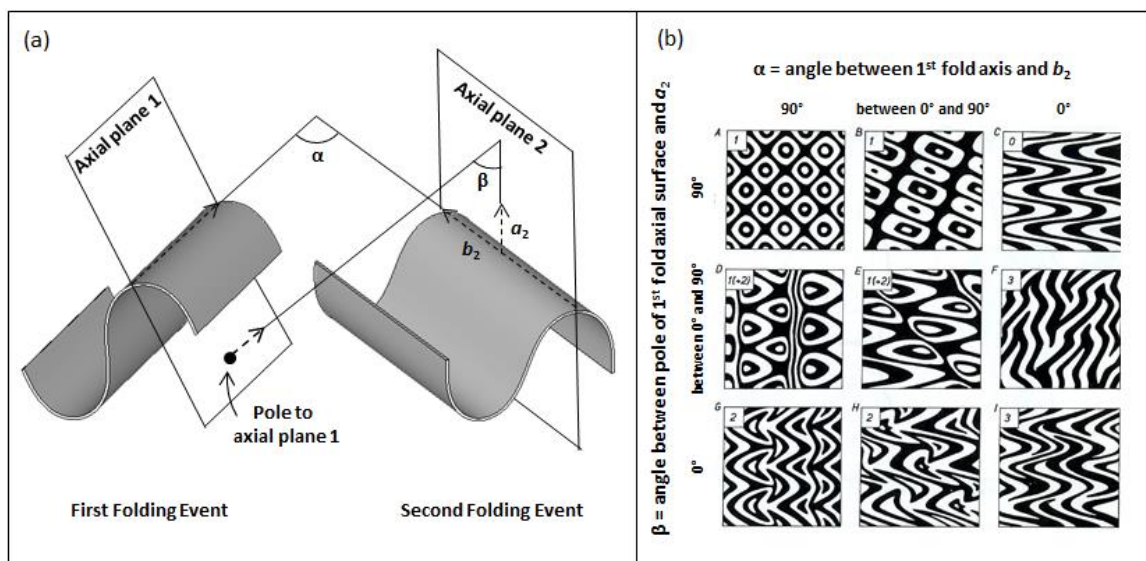 (a)
Axial plane 1
α
Axial plane 2
β
a₂
b₂
Pole to
axial plane 1
First Folding Event
Second Folding Event
(b)
α = angle between 1st fold axis and b₂
90°
between 0° and 90°
0°
β = angle between pole of 1st fold axial surface and a₂
90°
between 0° and 90°
0°
A
1
B
1
C
0
D
1(+2)
E
1(+2)
F
3
G
2
H
2
I
3